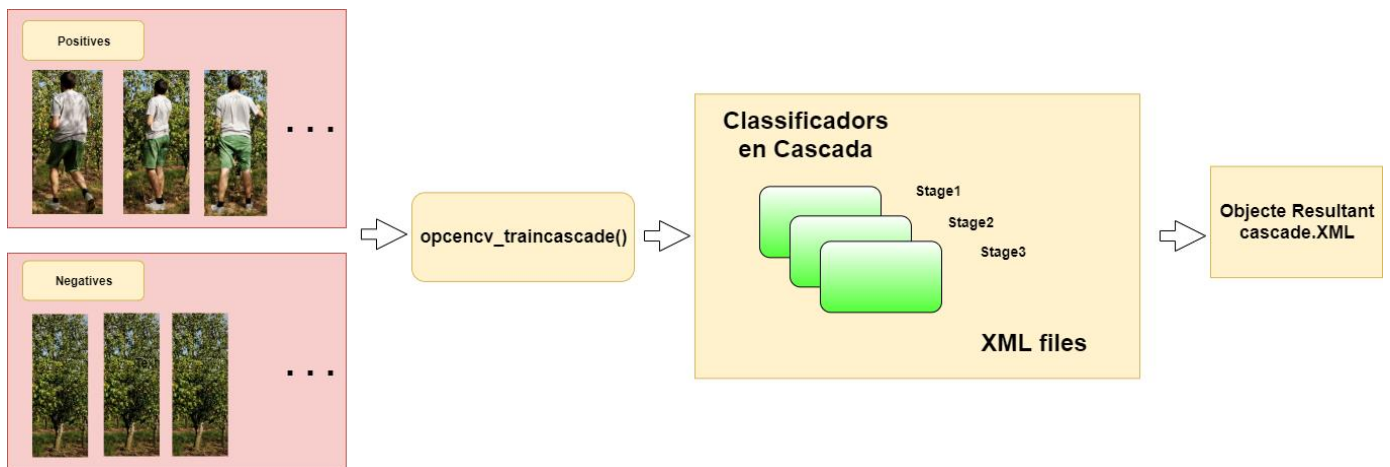 Positives
. . .
Negatives
. . .
opcencv_traincascade()
Classificadors
en Cascada
Stage1
Stage2
Stage3
XML files
Objecte Resultant
cascade.XML